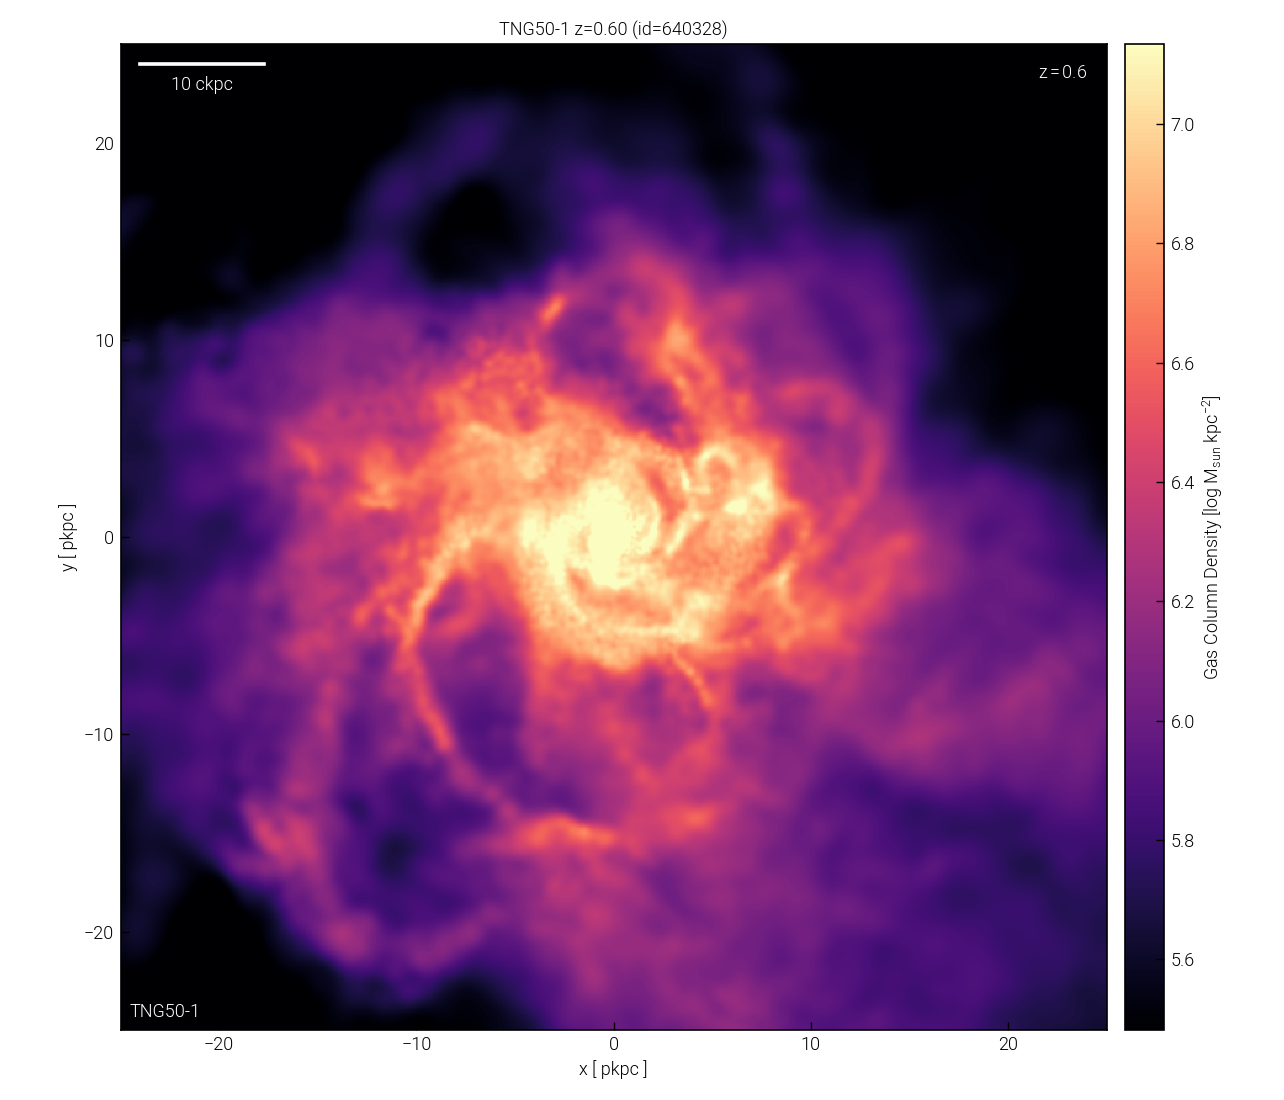 TNG50-1 z=0.60 (id=640328)
10 ckpc
z=0.6
TNG50-1
20
10
0
−10
−20
y [ pkpc ]
−20
−10
0
10
20
x [ pkpc ]
7.0
6.8
6.6
6.4
6.2
6.0
5.8
5.6
Gas Column Density [log M_sun kpc^−2]